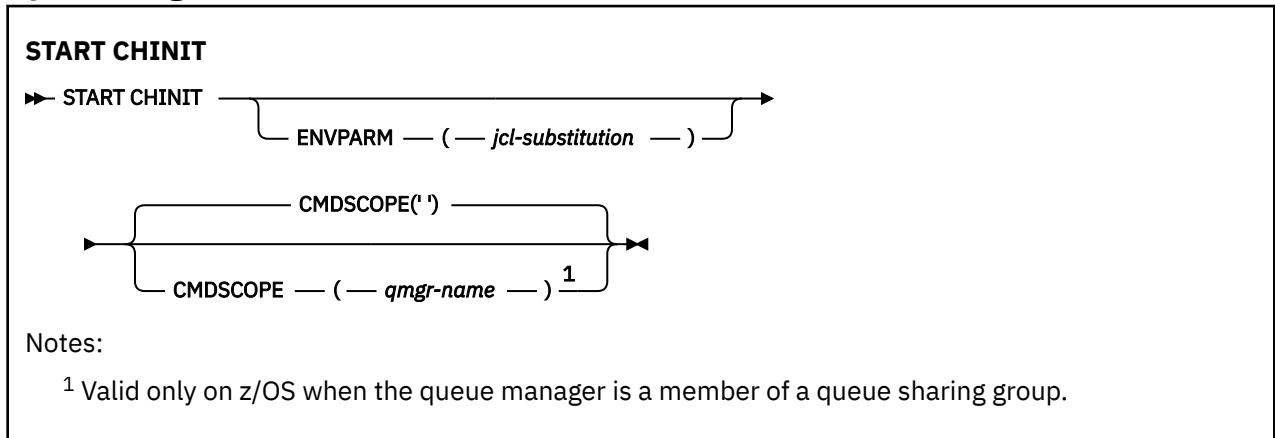 START CHINIT
START CHINIT
ENVPARM ( jcl-substitution )
CMDSCOPE(' ')
CMDSCOPE ( qmgr-name ) 1
Notes:
1 Valid only on z/OS when the queue manager is a member of a queue sharing group.